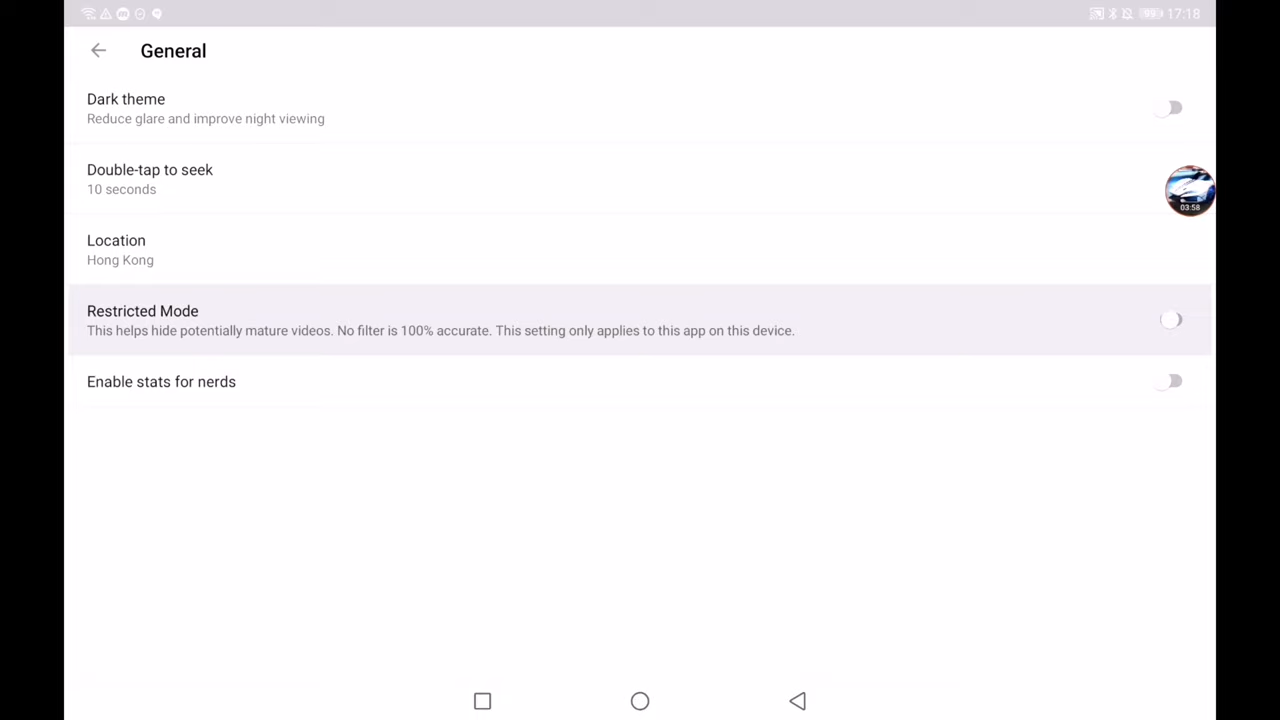 99 17:18
General
Dark theme
Reduce glare and improve night viewing
Double-tap to seek
10 seconds
03:58
Location
Hong Kong
Restricted Mode
This helps hide potentially mature videos. No filter is 100% accurate. This setting only applies to this app on this device.
Enable stats for nerds